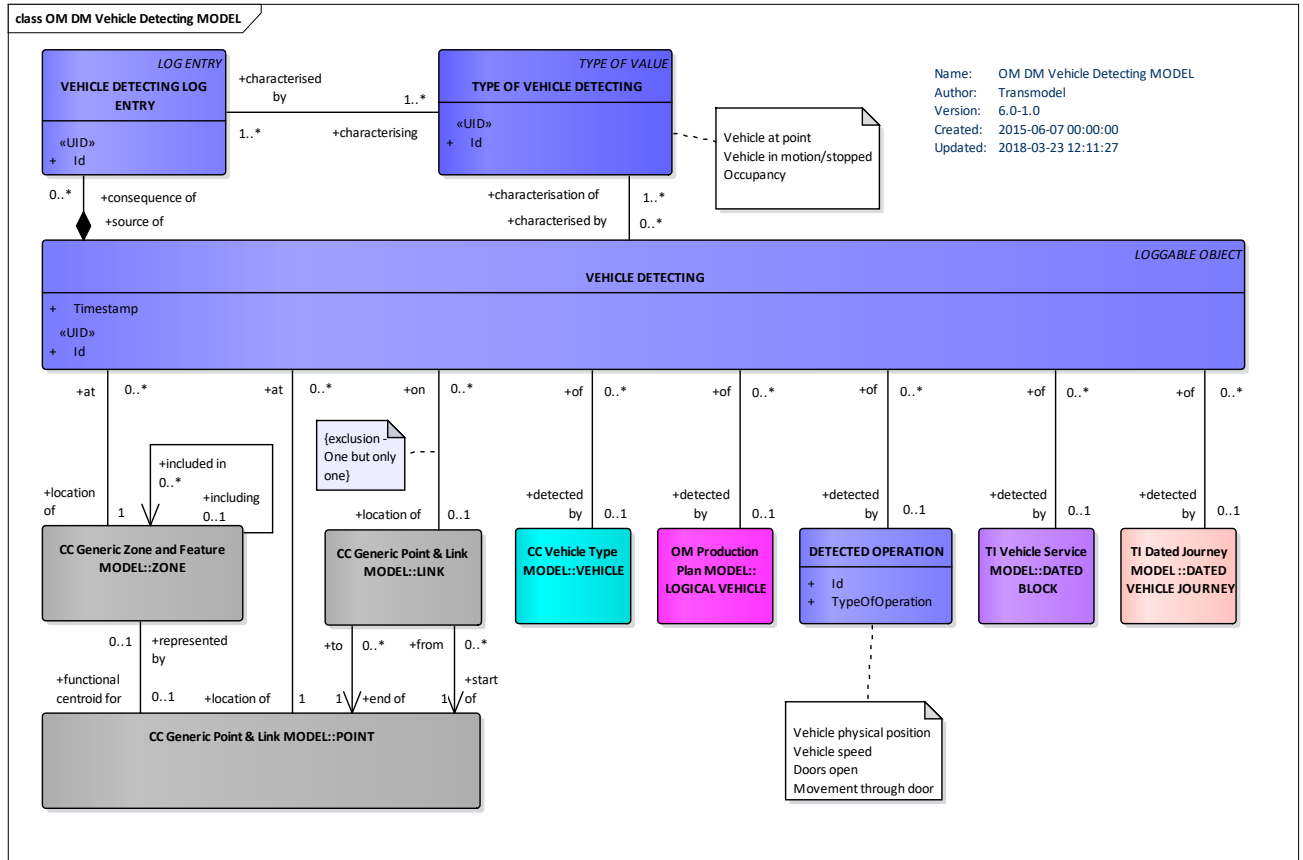 class OM DM Vehicle Detecting MODEL
LOG ENTRY
VEHICLE DETECTING LOG
ENTRY
«UID»
+ Id
+characterised
by
1..*
1..*
+characterising
TYPE OF VALUE
TYPE OF VEHICLE DETECTING
«UID»
+ Id
Vehicle at point
Vehicle in motion/stopped
Occupancy
Name: OM DM Vehicle Detecting MODEL
Author: Transmodel
Version: 6.0-1.0
Created: 2015-06-07 00:00:00
Updated: 2018-03-23 12:11:27
0..*
+consequence of
+source of
+characterisation of
1..*
+characterised by
0..*
LOGGABLE OBJECT
VEHICLE DETECTING
+ Timestamp
«UID»
+ Id
+at
0..*
+at
0..*
+on
0..*
+of
0..*
+of
0..*
+of
0..*
+of
0..*
+of
0..*
{exclusion -
One but only
one}
+included in
0..*
+including
0..1
+location
of
1
+location of
0..1
+detected
by
0..1
+detected
by
0..1
+detected
by
0..1
+detected
by
0..1
+detected
by
0..1
CC Generic Zone and Feature
MODEL::ZONE
CC Generic Point & Link
MODEL::LINK
CC Vehicle Type
MODEL::VEHICLE
OM Production
Plan MODEL::
LOGICAL VEHICLE
DETECTED OPERATION
+ Id
+ TypeOfOperation
TI Vehicle Service
MODEL::DATED
BLOCK
TI Dated Journey
MODEL ::DATED
VEHICLE JOURNEY
0..1
+represented
by
+to
0..*
+from
0..*
+functional
centroid for
0..1
+location of
1
1
+end of
1
+start
of
CC Generic Point & Link MODEL::POINT
Vehicle physical position
Vehicle speed
Doors open
Movement through door